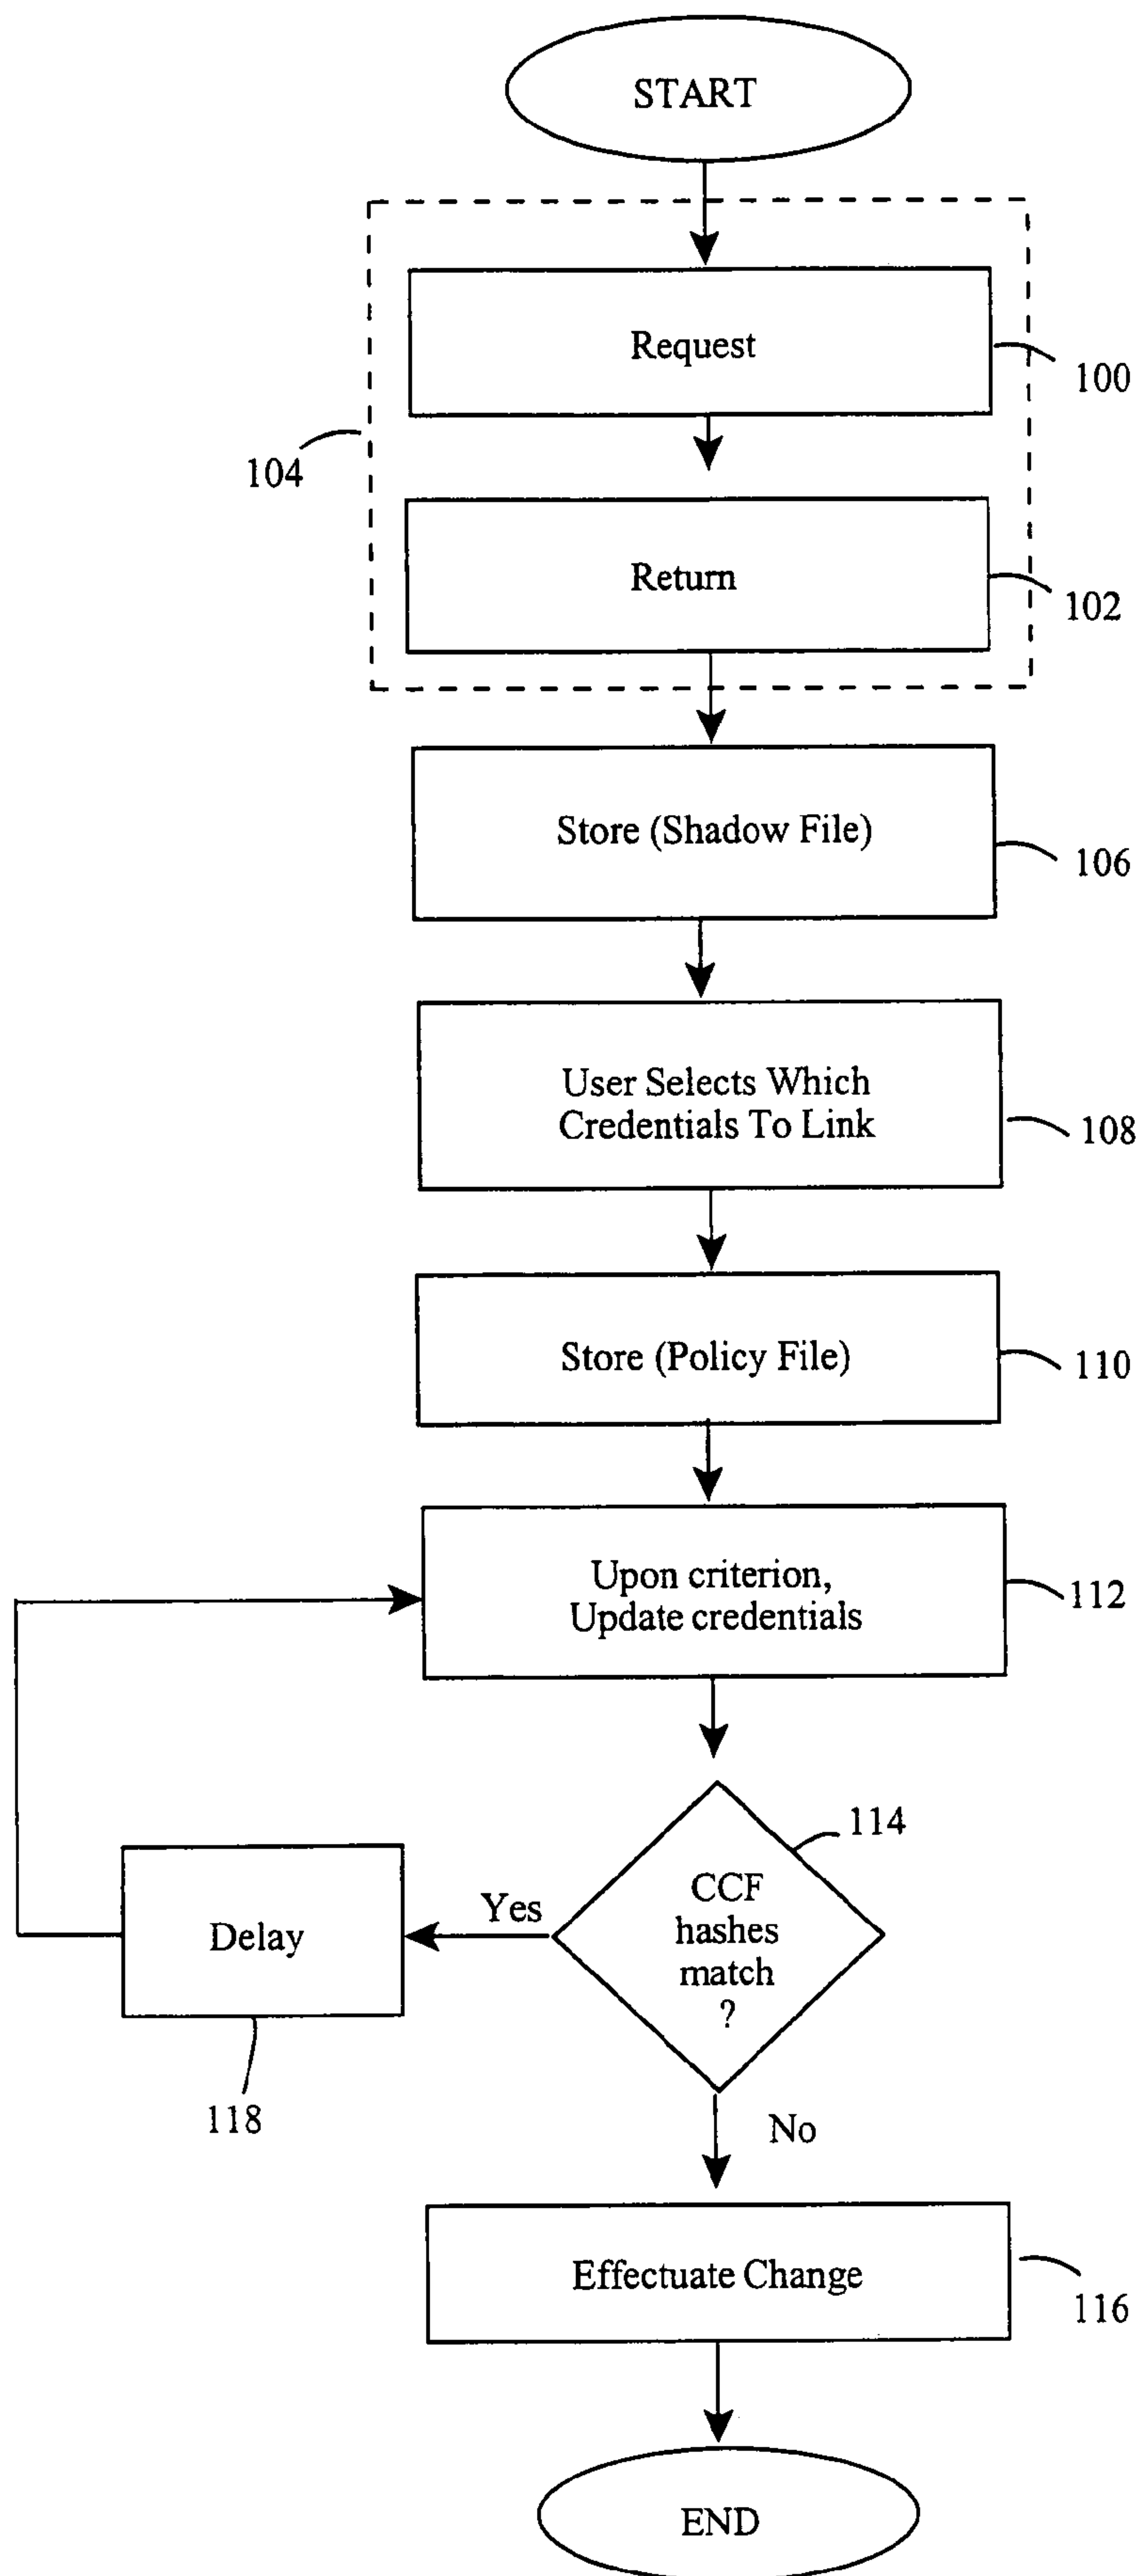 START
Request
100
104
Return
102
Store (Shadow File)
106
User Selects Which
Credentials To Link
108
Store (Policy File)
110
Upon criterion,
Update credentials
112
114
CCF
hashes
match
?
Yes
Delay
118
No
Effectuate Change
116
END